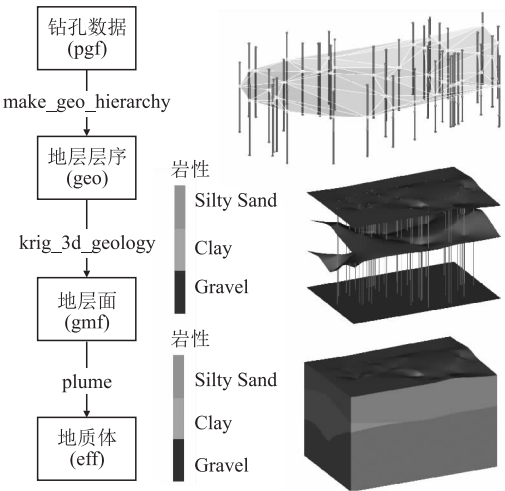 钻孔数据
(pgf)
make_geo_hierarchy
地层层序
(geo)
krig_3d_geology
地层面
(gmf)
plume
地质体
(eff)
岩性
Silty Sand
Clay
Gravel
岩性
Silty Sand
Clay
Gravel